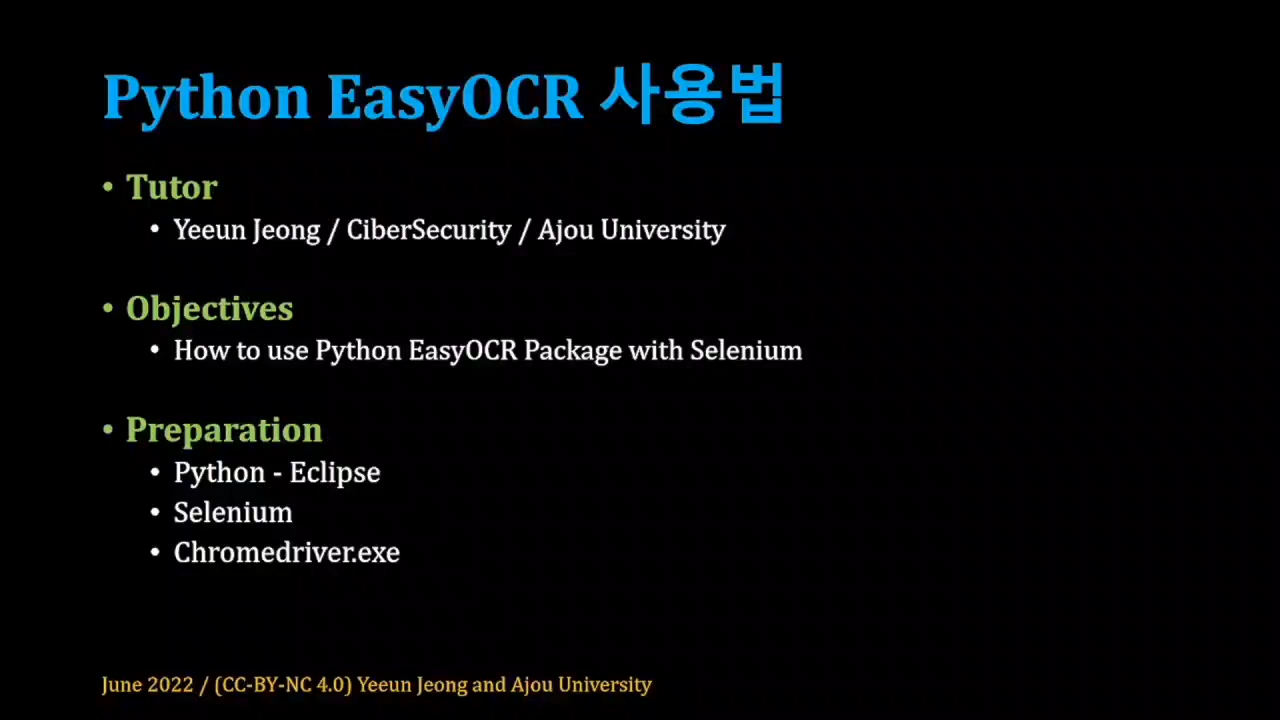 Python EasyOCR 사용법
• Tutor
• Yeeun Jeong / CiberSecurity / Ajou University
• Objectives
• How to use Python EasyOCR Package with Selenium
• Preparation
• Python - Eclipse
• Selenium
• Chromedriver.exe
June 2022 / (CC-BY-NC 4.0) Yeeun Jeong and Ajou University